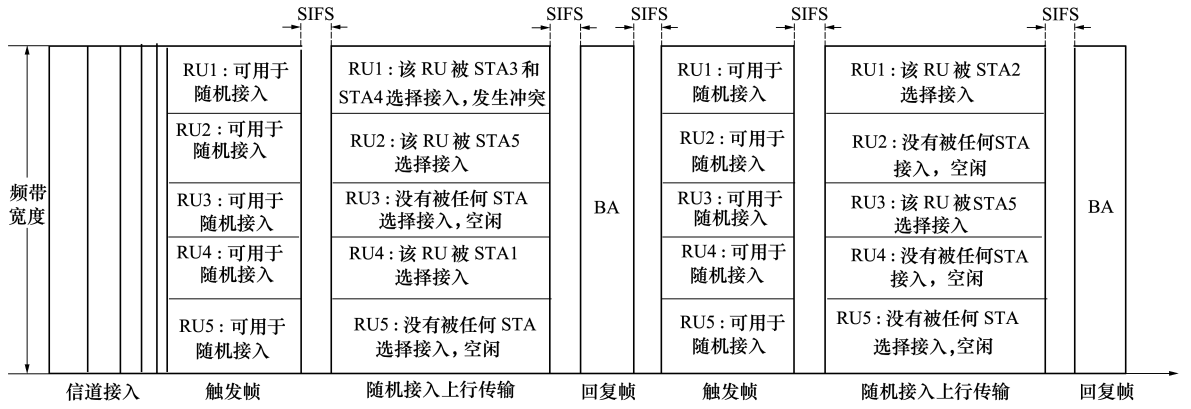 SIFS
SIFS
SIFS
SIFS
SIFS
频带
宽度
RU1：可用于
随机接入
RU2：可用于
随机接入
RU3：可用于
随机接入
RU4：可用于
随机接入
RU5：可用于
随机接入
RU1：该 RU 被 STA3 和
STA4 选择接入，发生冲突
RU2：该 RU 被 STA5
选择接入
RU3：没有被任何 STA
选择接入，空闲
RU4：该 RU 被 STA1
选择接入
RU5：没有被任何 STA
选择接入，空闲
BA
RU1：可用于
随机接入
RU2：可用于
随机接入
RU3：可用于
随机接入
RU4：可用于
随机接入
RU5：可用于
随机接入
RU1：该 RU 被 STA2
选择接入
RU2：没有被任何STA
接入，空闲
RU3：该 RU 被STA5
选择接入
RU4：没有被任何STA
接入，空闲
RU5：没有被任何 STA
选择接入，空闲
BA
信道接入
触发帧
随机接入上行传输
回复帧
触发帧
随机接入上行传输
回复帧